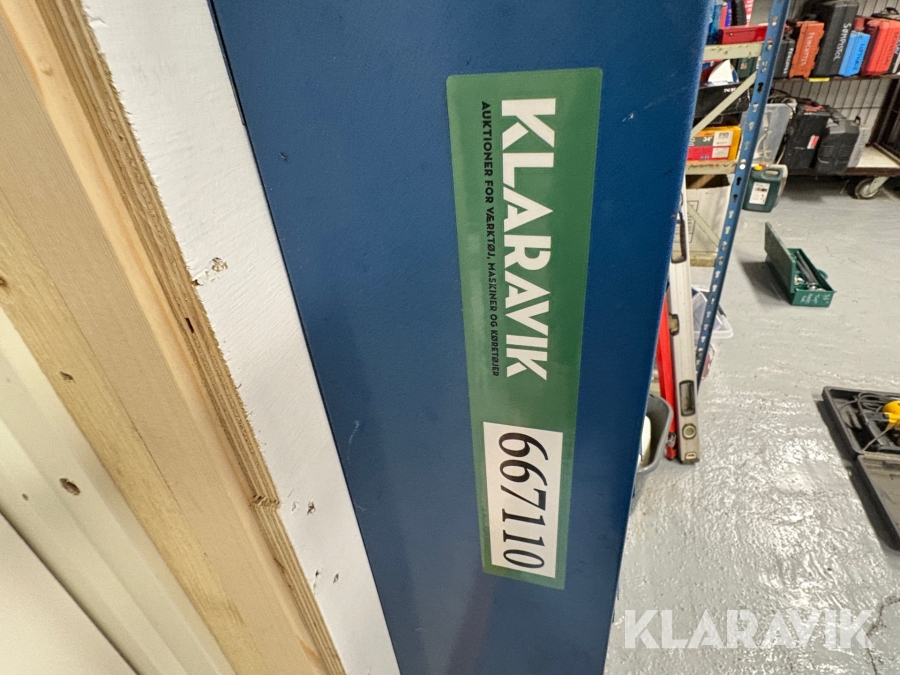 KLARAVIK
AUKTIONER FOR VÆRKTØJ, MASKINER OG KØRETØJER
667110
KLARAVIK